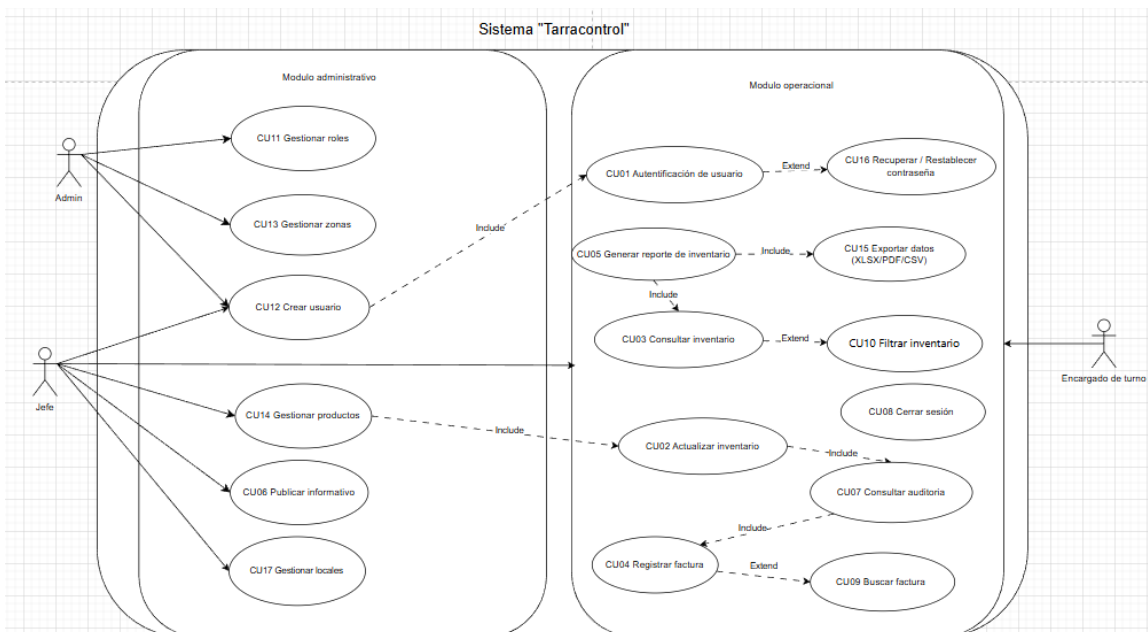 Sistema "Tarracontrol"
Modulo administrativo
Modulo operacional
CU11 Gestionar roles
Admin
CU01 Autentificación de usuario
Extend
CU16 Recuperar / Restablecer
contraseña
CU13 Gestionar zonas
Include
CU05 Generar reporte de inventario
Include
CU15 Exportar datos
(XLSX/PDF/CSV)
CU12 Crear usuario
Include
CU03 Consultar inventario
Extend
CU10 Filtrar inventario
Encargado de turno
Jefe
CU14 Gestionar productos
Include
CU08 Cerrar sesión
CU02 Actualizar inventario
Include
CU06 Publicar informativo
CU07 Consultar auditoria
Include
CU17 Gestionar locales
CU04 Registrar factura
Extend
CU09 Buscar factura